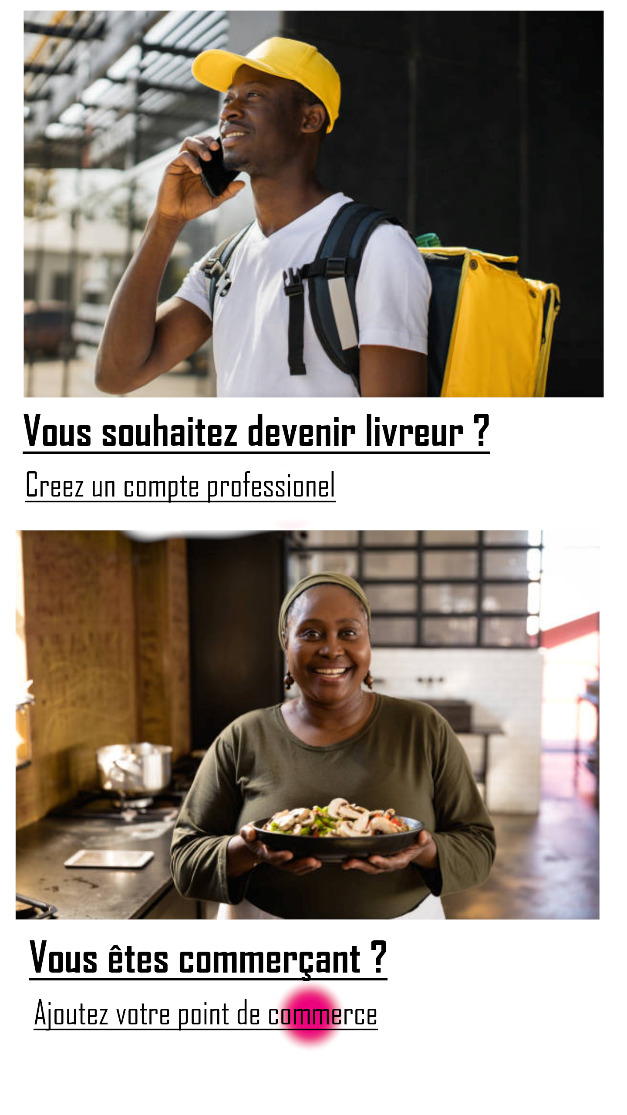 Vous souhaitez devenir livreur ?
Creez un compte professionel
Vous êtes commerçant ?
Ajoutez votre point de commerce